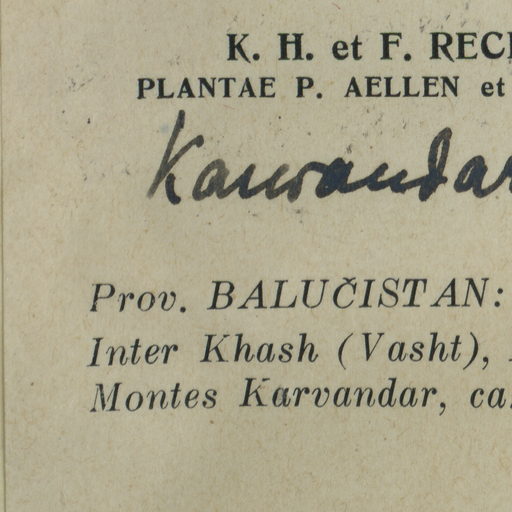 K. H. et F. REC
PLANTAE P. AELLEN et
Karvandar
Prov. BALUČISTAN:
Inter Khash (Vasht),
Montes Karvandar, ca.